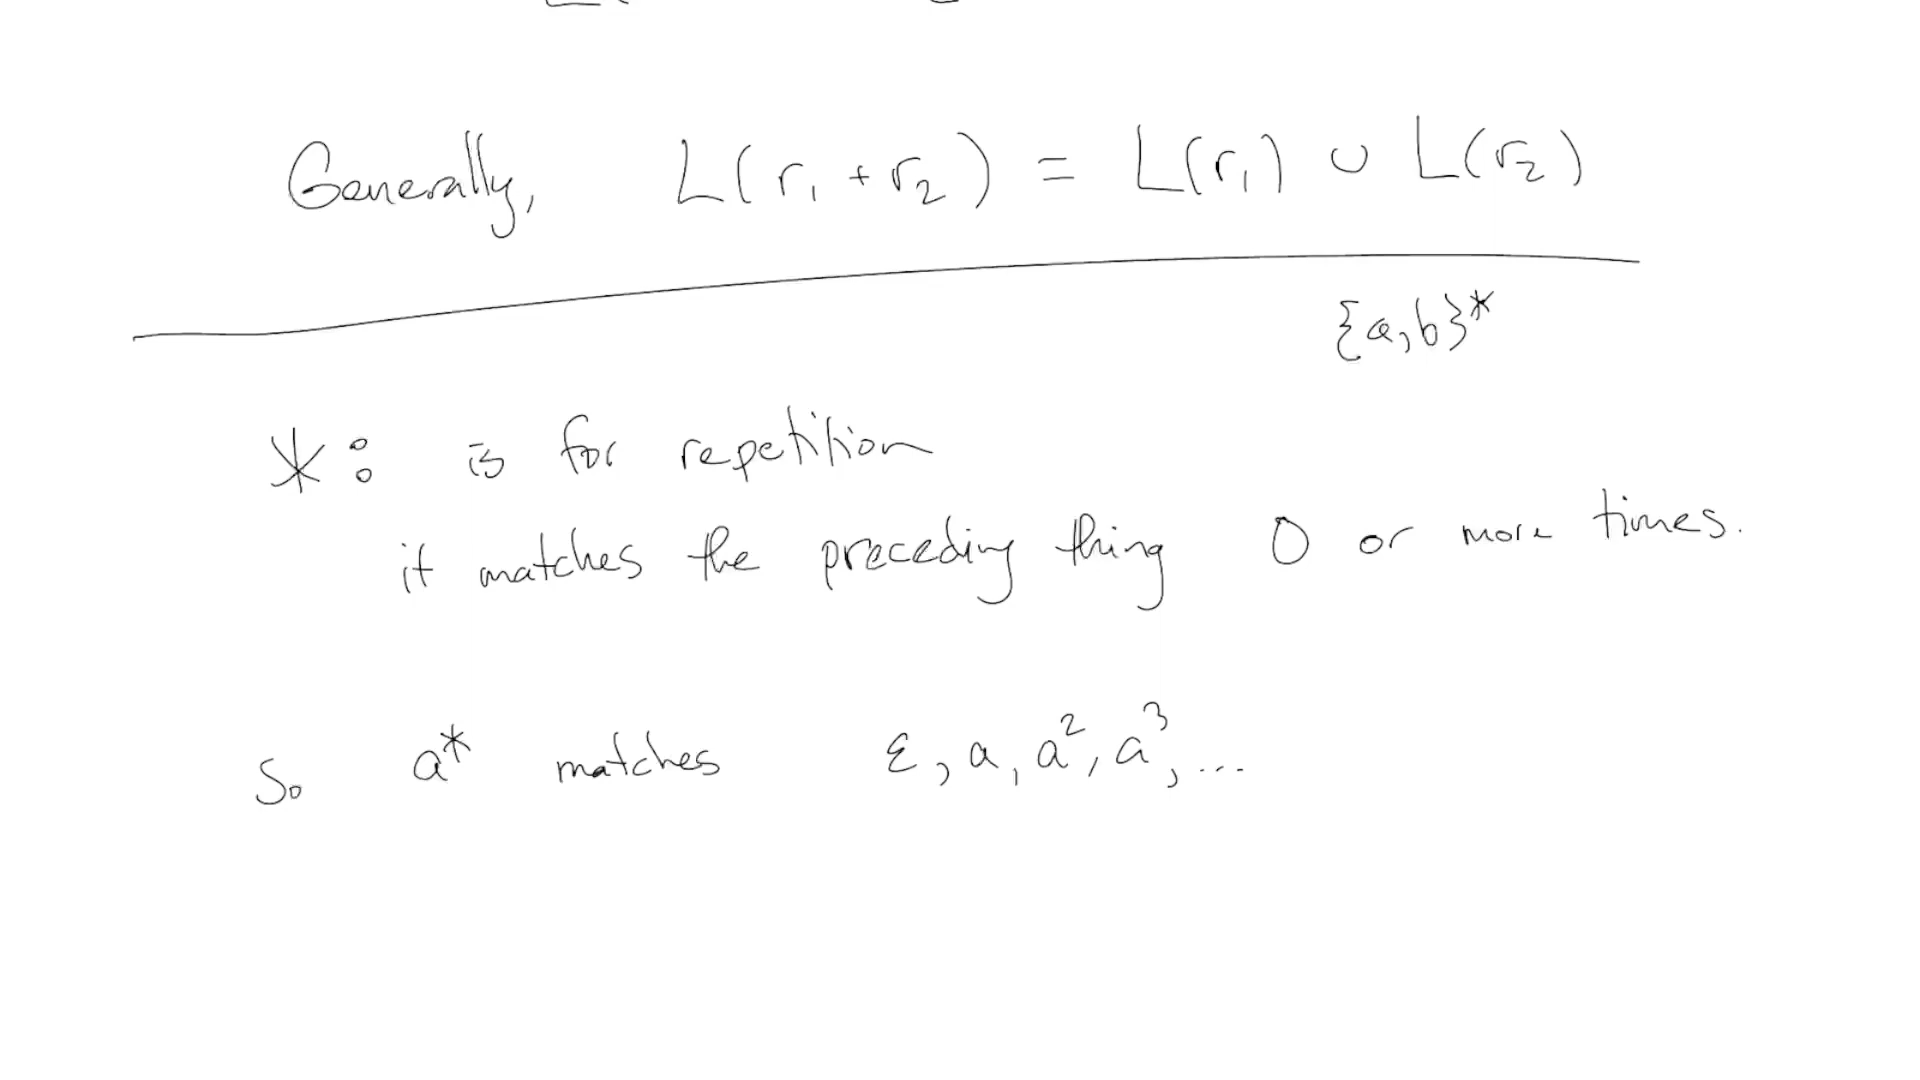 Generally, L(r₁ + r₂) = L(r₁) ∪ L(r₂)
{a,b}*
*: is for repetition
it matches the preceding thing 0 or more times.
So a* matches ε, a, a², a³, ...